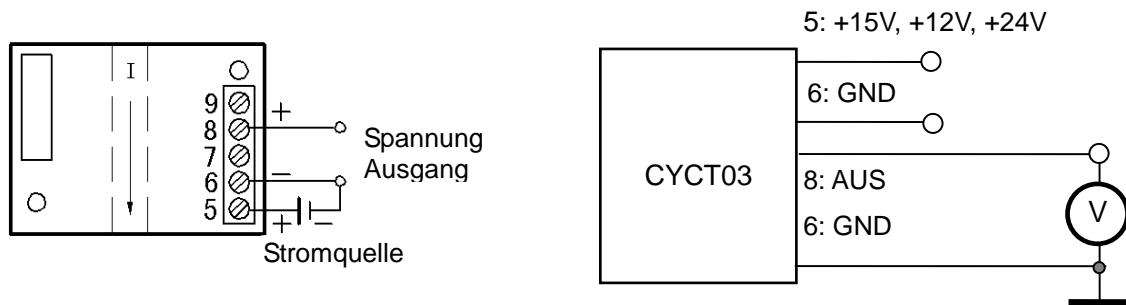 I
9
8
7
6
5
+
−
+
−
Spannung
Ausgang
Stromquelle
5: +15V, +12V, +24V
6: GND
CYCT03
8: AUS
6: GND
V